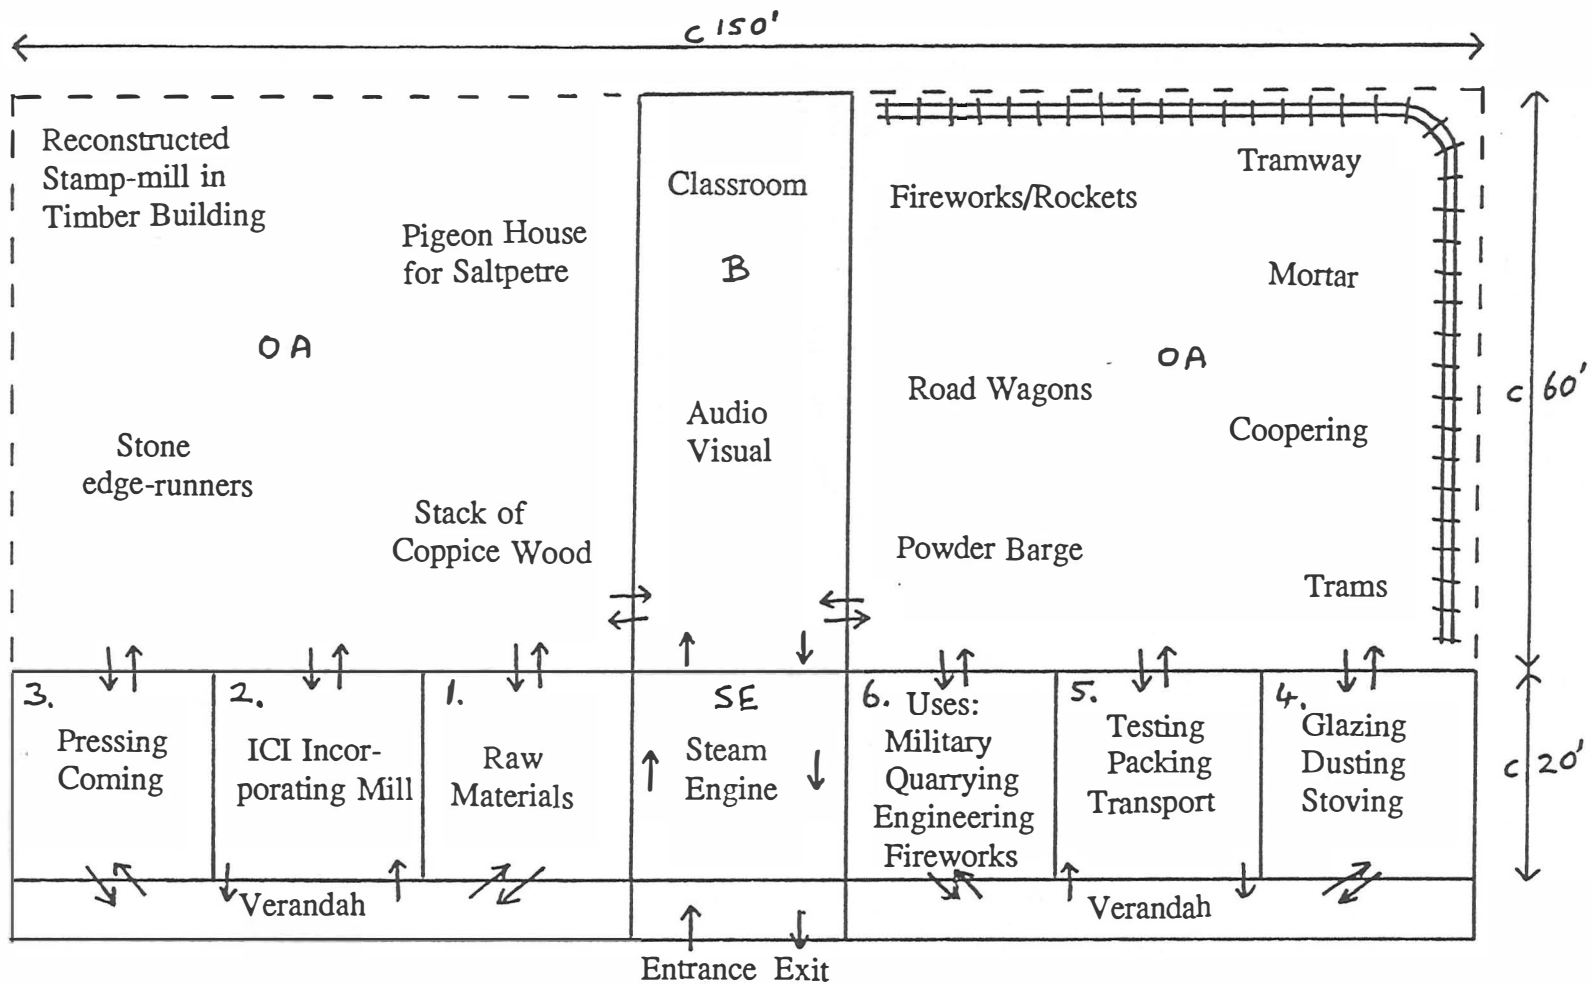 c 150'
Reconstructed
Stamp-mill in
Timber Building
Pigeon House
for Saltpetre
OA
Stone
edge-runners
Stack of
Coppice Wood
Classroom
B
Audio
Visual
Tramway
Fireworks/Rockets
Mortar
OA
Road Wagons
Coopering
Powder Barge
Trams
c 60'
3.
Pressing
Coming
2.
ICI Incor-
porating Mill
1.
Raw
Materials
SE
Steam
Engine
6. Uses:
Military
Quarrying
Engineering
Fireworks
5.
Testing
Packing
Transport
4.
Glazing
Dusting
Stoving
c 20'
Verandah
Verandah
Entrance Exit